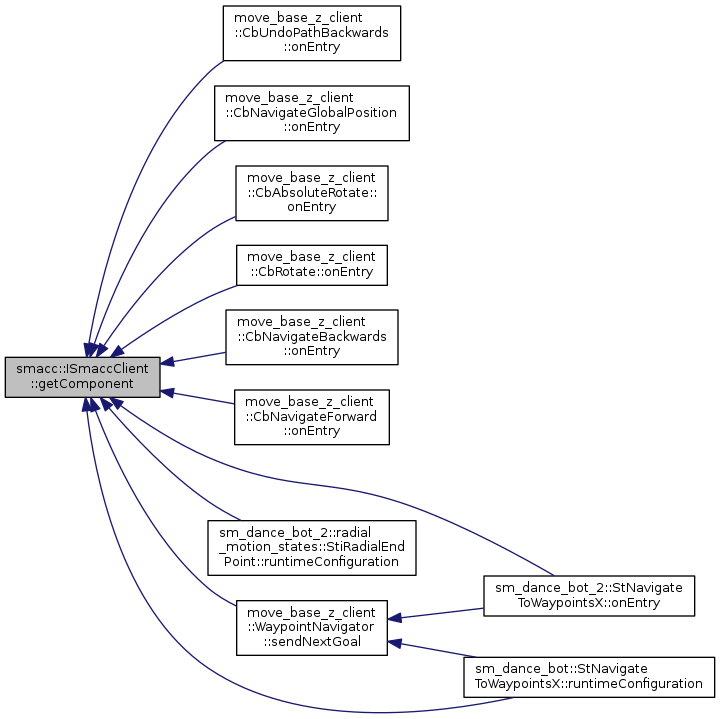 move_base_z_client
::CbUndoPathBackwards
::onEntry
move_base_z_client
::CbNavigateGlobalPosition
::onEntry
move_base_z_client
::CbAbsoluteRotate::
onEntry
move_base_z_client
::CbRotate::onEntry
move_base_z_client
::CbNavigateBackwards
::onEntry
smacc::ISmaccClient
::getComponent
move_base_z_client
::CbNavigateForward
::onEntry
sm_dance_bot_2::radial
_motion_states::StiRadialEnd
Point::runtimeConfiguration
sm_dance_bot_2::StNavigate
ToWaypointsX::onEntry
move_base_z_client
::WaypointNavigator
::sendNextGoal
sm_dance_bot::StNavigate
ToWaypointsX::runtimeConfiguration